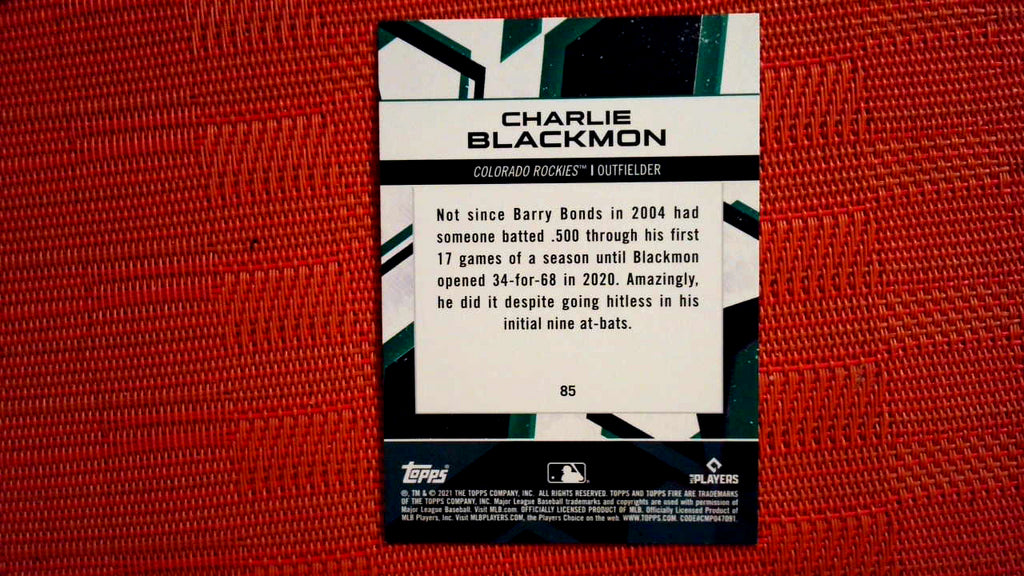 CHARLIE
BLACKMON
COLORADO ROCKIES™ | OUTFIELDER
Not since Barry Bonds in 2004 had
someone batted .500 through his first
17 games of a season until Blackmon
opened 34-for-68 in 2020. Amazingly,
he did it despite going hitless in his
initial nine at-bats.
85
Topps®
MLB PLAYERS
®, TM & © 2021 THE TOPPS COMPANY, INC. ALL RIGHTS RESERVED. TOPPS AND TOPPS FIRE ARE TRADEMARKS
OF THE TOPPS COMPANY, INC. Major League Baseball trademarks and copyrights are used with permission of
Major League Baseball. Visit MLB.com. OFFICIALLY LICENSED PRODUCT OF MLB. Officially Licensed Product of
MLB Players, Inc. Visit MLBPLAYERS.COM, the Players Choice on the web. WWW.TOPPS.COM. CODE#CMP047091.